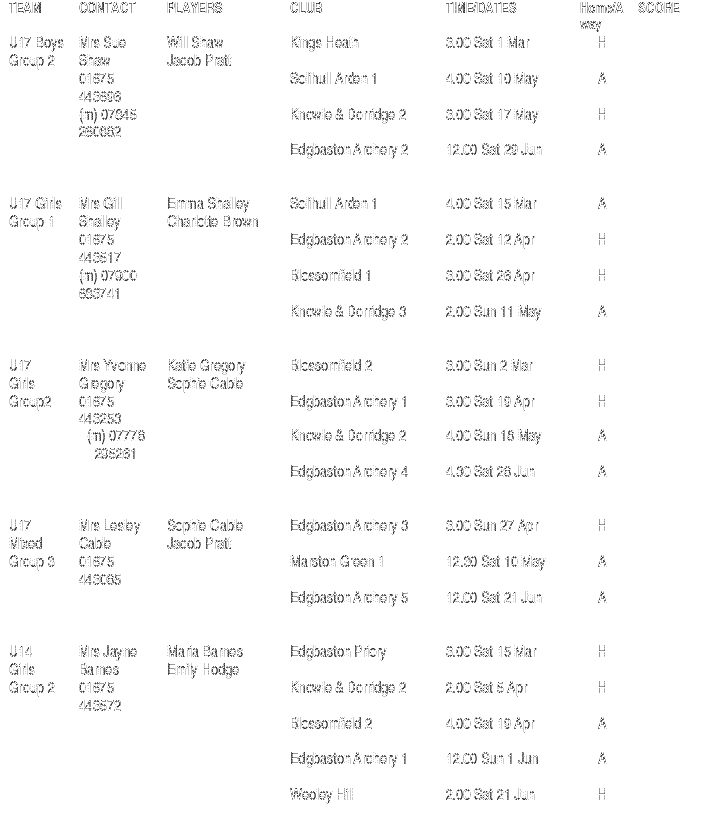 TEAM CONTACT PLAYERS CLUB TIME/DATES Home/A SCORE
way
U17 Boys Mrs Sue Will Shaw Kings Heath 3.00 Sat 1 Mar H
Group 2 Shaw Jacob Pratt
01675 Solihull Arden 1 4.00 Sat 10 May A
443696
(m) 07845 Knowle & Dorridge 2 3.00 Sat 17 May H
260662
Edgbaston Archery 2 12.00 Sat 29 Jun A
U17 Girls Mrs Gill Emma Shalley Solihull Arden 1 4.00 Sat 15 Mar A
Group 1 Shalley Charlotte Brown
01675 Edgbaston Archery 2 2.00 Sat 12 Apr H
443517
(m) 07900 Blossomfield 1 3.00 Sat 26 Apr H
683741
Knowle & Dorridge 3 2.00 Sun 11 May A
U17 Mrs Yvonne Katie Gregory Blossomfield 2 3.00 Sun 2 Mar H
Girls Gregory Sophie Cable
Group2 01675 Edgbaston Archery 1 3.00 Sat 19 Apr H
443253
(m) 07776 Knowle & Dorridge 2 4.00 Sun 18 May A
235261
Edgbaston Archery 4 4.30 Sat 28 Jun A
U17 Mrs Lesley Sophie Cable Edgbaston Archery 3 3.00 Sun 27 Apr H
Mixed Cable Jacob Pratt
Group 3 01675 Marston Green 1 12.30 Sat 10 May A
443065
Edgbaston Archery 5 12.00 Sat 21 Jun A
U14 Mrs Jayne Maria Barnes Edgbaston Priory 3.00 Sat 15 Mar H
Girls Barnes Emily Hodge
Group 2 01675 Knowle & Dorridge 2 2.00 Sat 5 Apr H
443572
Blossomfield 2 4.00 Sat 19 Apr A
Edgbaston Archery 1 12.00 Sun 1 Jun A
Weoley Hill 2.00 Sat 21 Jun H